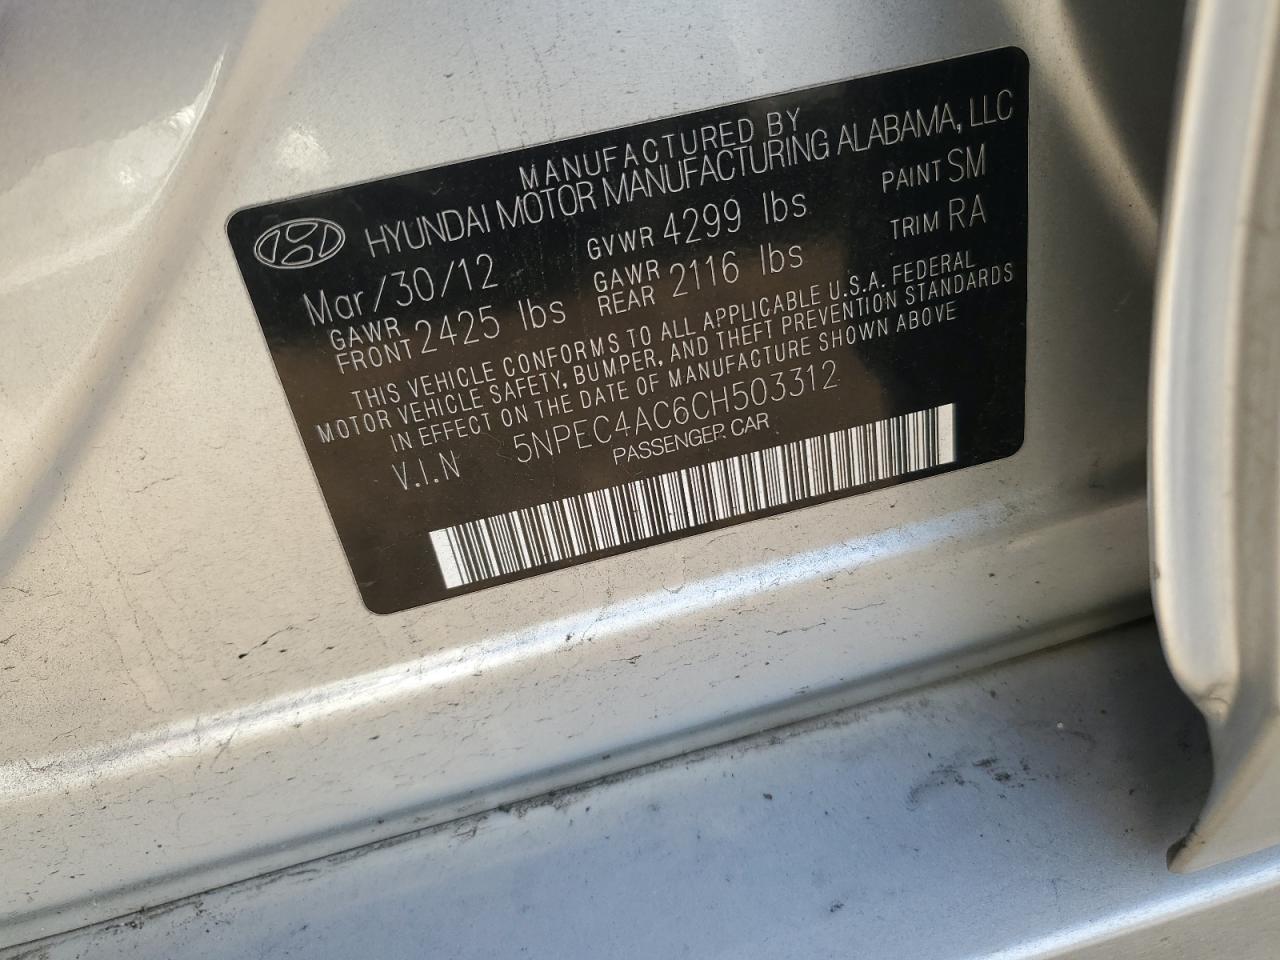 MANUFACTURED BY
HYUNDAI MOTOR MANUFACTURING ALABAMA, LLC
Mar/30/12 GVWR 4299 lbs PAINT SM
GAWR FRONT 2425 lbs GAWR REAR 2116 lbs TRIM RA
THIS VEHICLE CONFORMS TO ALL APPLICABLE U.S.A. FEDERAL
MOTOR VEHICLE SAFETY, BUMPER, AND THEFT PREVENTION STANDARDS
IN EFFECT ON THE DATE OF MANUFACTURE SHOWN ABOVE
V.I.N 5NPEC4AC6CH503312
PASSENGER CAR